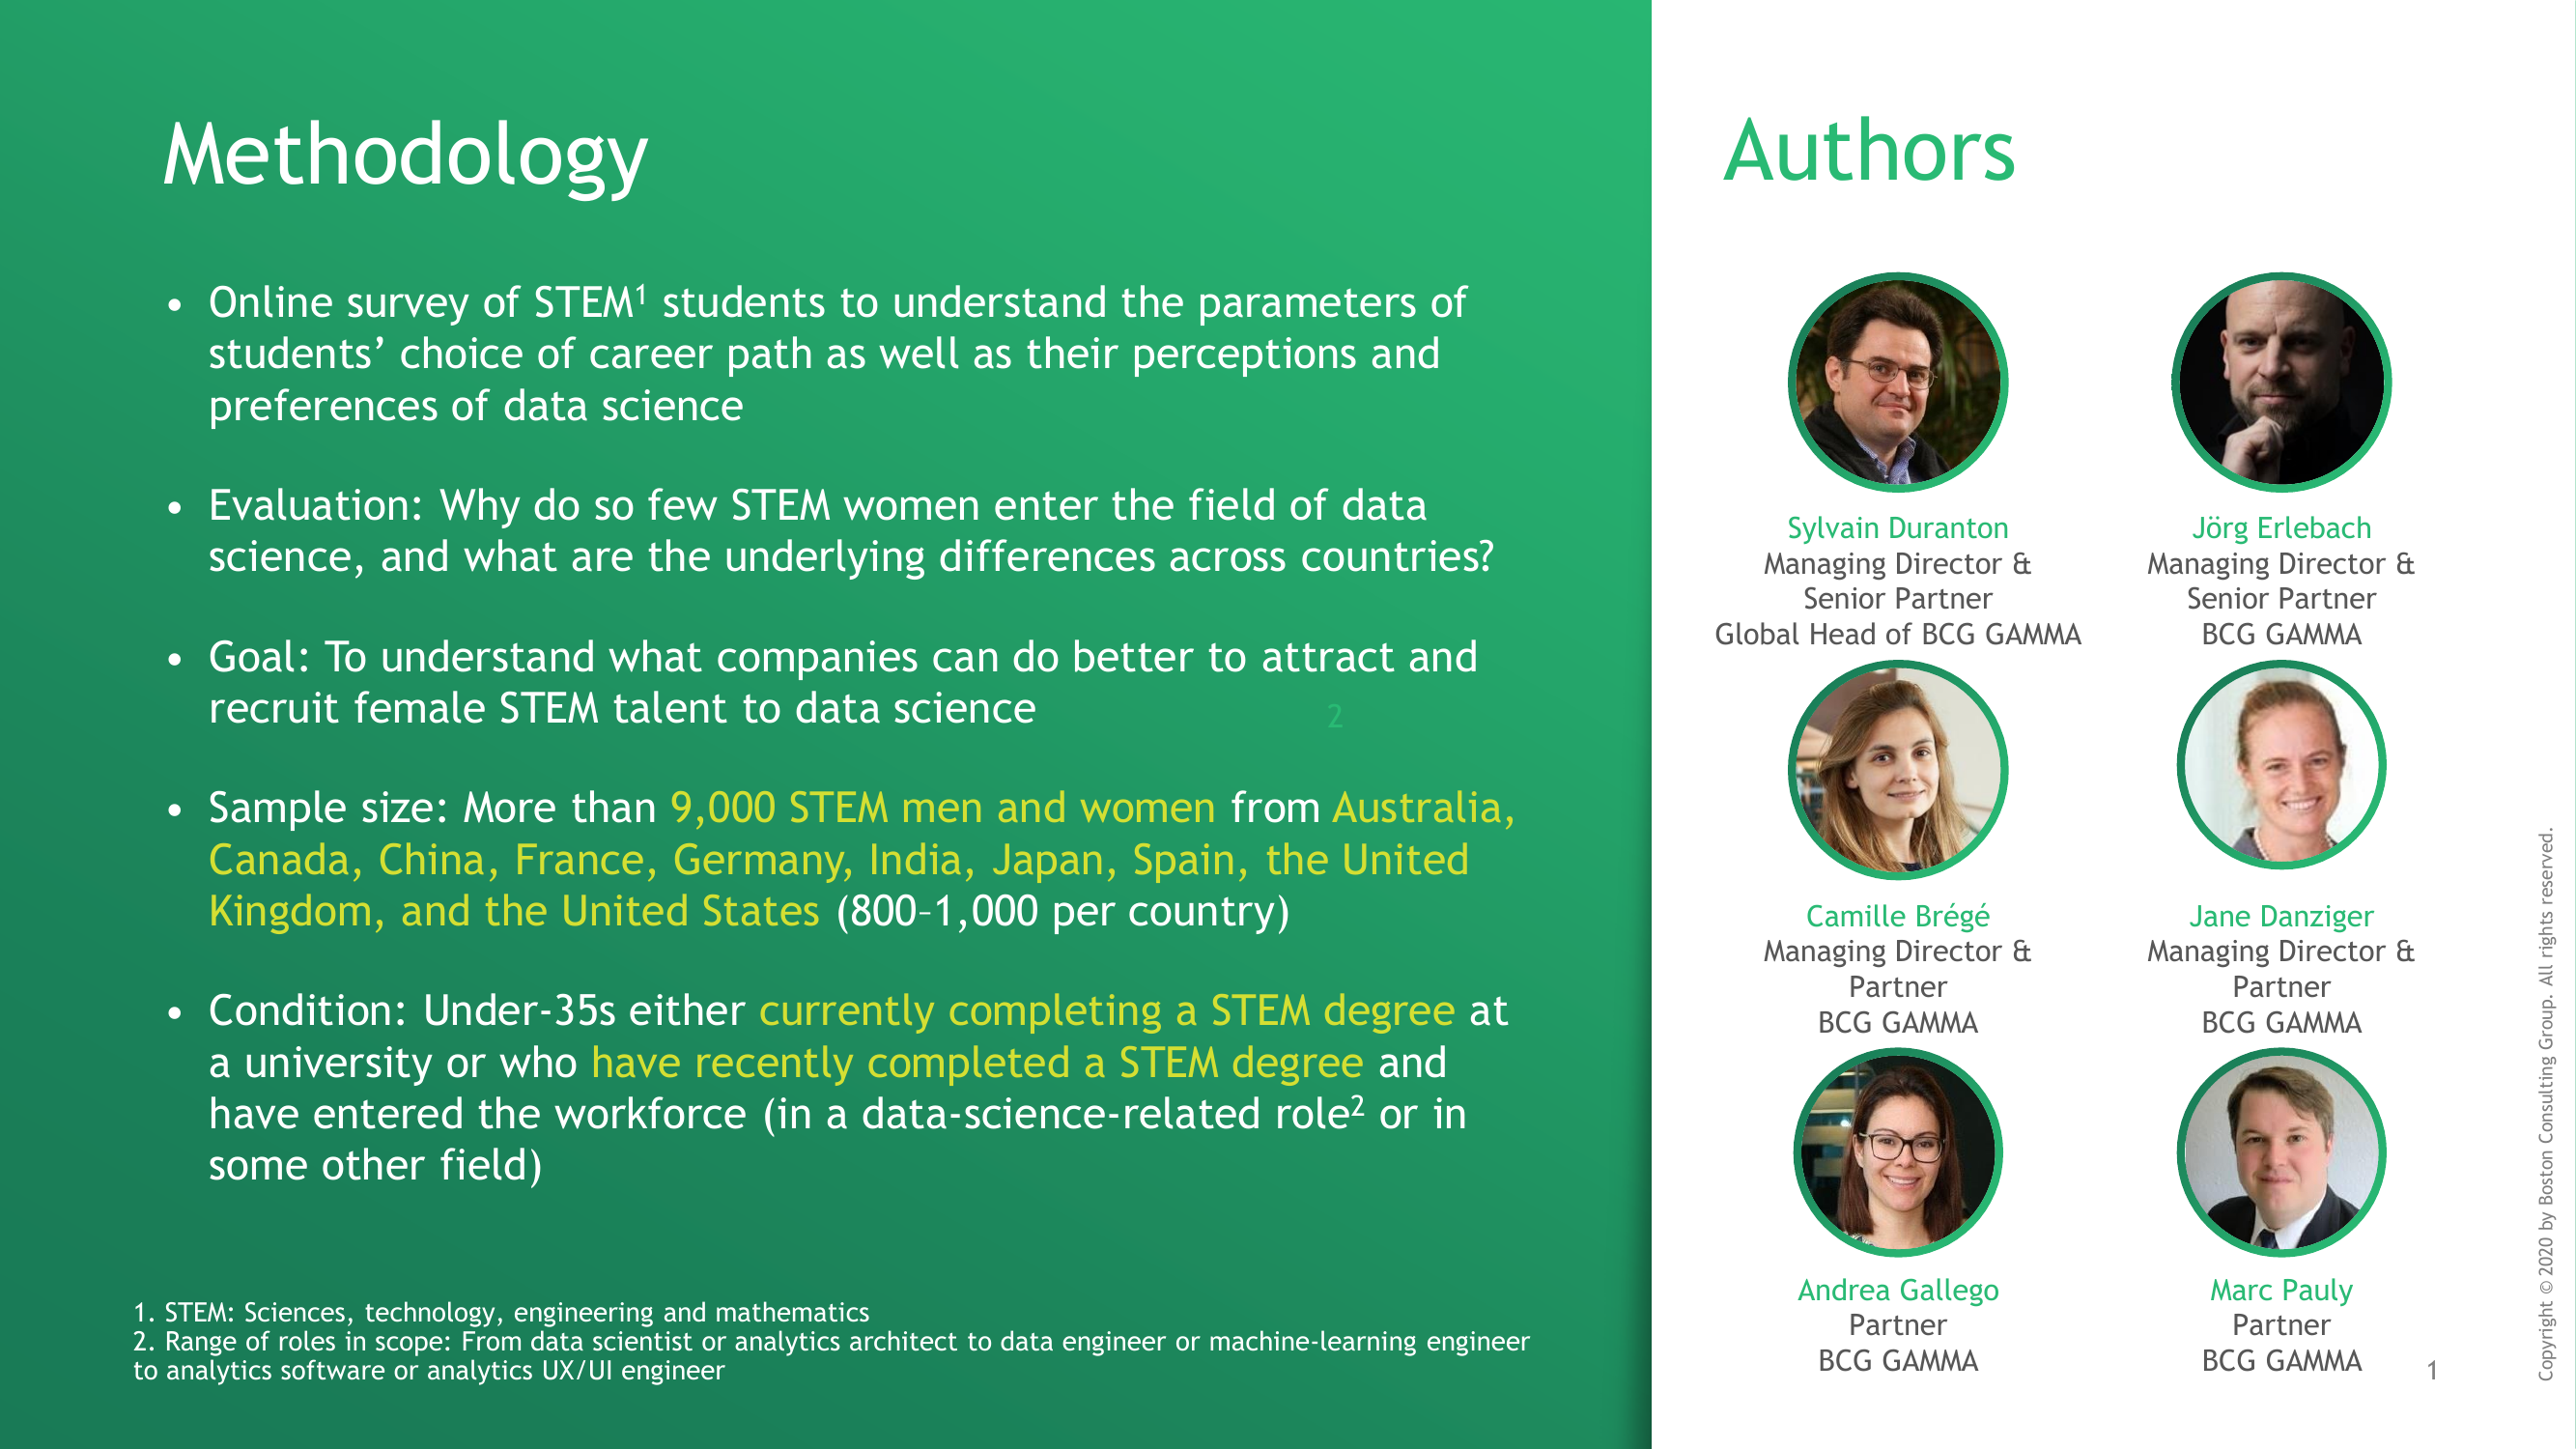 Methodology
• Online survey of STEM¹ students to understand the parameters of
students’ choice of career path as well as their perceptions and
preferences of data science
• Evaluation: Why do so few STEM women enter the field of data
science, and what are the underlying differences across countries?
• Goal: To understand what companies can do better to attract and
recruit female STEM talent to data science
2
• Sample size: More than 9,000 STEM men and women from Australia,
Canada, China, France, Germany, India, Japan, Spain, the United
Kingdom, and the United States (800–1,000 per country)
• Condition: Under-35s either currently completing a STEM degree at
a university or who have recently completed a STEM degree and
have entered the workforce (in a data-science-related role² or in
some other field)
1. STEM: Sciences, technology, engineering and mathematics
2. Range of roles in scope: From data scientist or analytics architect to data engineer or machine-learning engineer
to analytics software or analytics UX/UI engineer
Authors
Sylvain Duranton
Managing Director &
Senior Partner
Global Head of BCG GAMMA
Jörg Erlebach
Managing Director &
Senior Partner
BCG GAMMA
Camille Brégé
Managing Director &
Partner
BCG GAMMA
Jane Danziger
Managing Director &
Partner
BCG GAMMA
Andrea Gallego
Partner
BCG GAMMA
Marc Pauly
Partner
BCG GAMMA
1
Copyright © 2020 by Boston Consulting Group. All rights reserved.